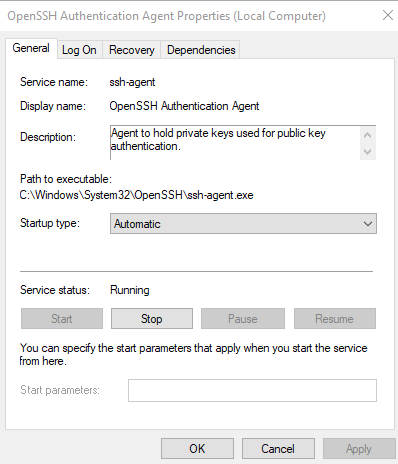 OpenSSH Authentication Agent Properties (Local Computer)
General Log On Recovery Dependencies
Service name: ssh-agent
Display name: OpenSSH Authentication Agent
Description: Agent to hold private keys used for public key
authentication.
Path to executable:
C:\Windows\System32\OpenSSH\ssh-agent.exe
Startup type: Automatic
Service status: Running
Start Stop Pause Resume
You can specify the start parameters that apply when you start the service
from here.
Start parameters:
OK Cancel Apply